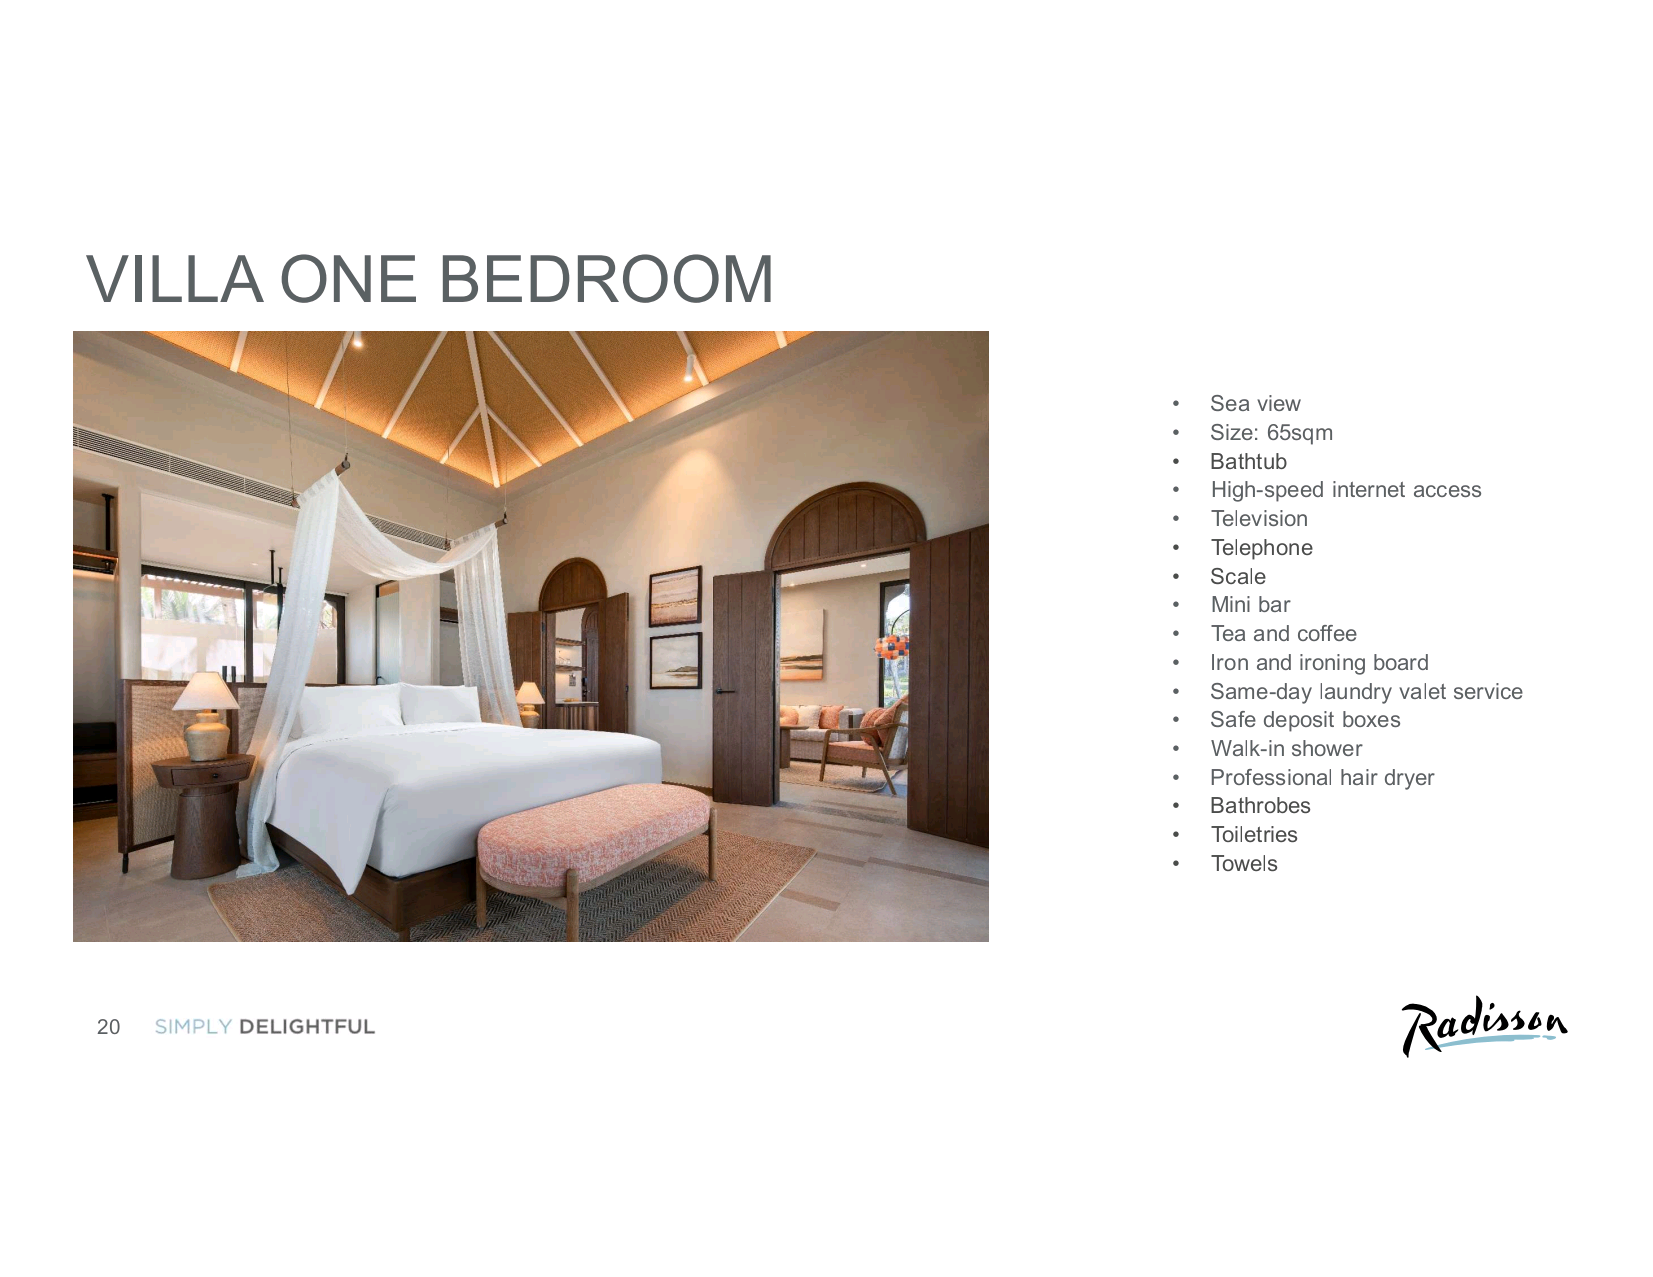 VILLA ONE BEDROOM
• Sea view
• Size: 65sqm
• Bathtub
• High-speed internet access
• Television
• Telephone
• Scale
• Mini bar
• Tea and coffee
• Iron and ironing board
• Same-day laundry valet service
• Safe deposit boxes
• Walk-in shower
• Professional hair dryer
• Bathrobes
• Toiletries
• Towels
20 SIMPLY DELIGHTFUL
Radisson